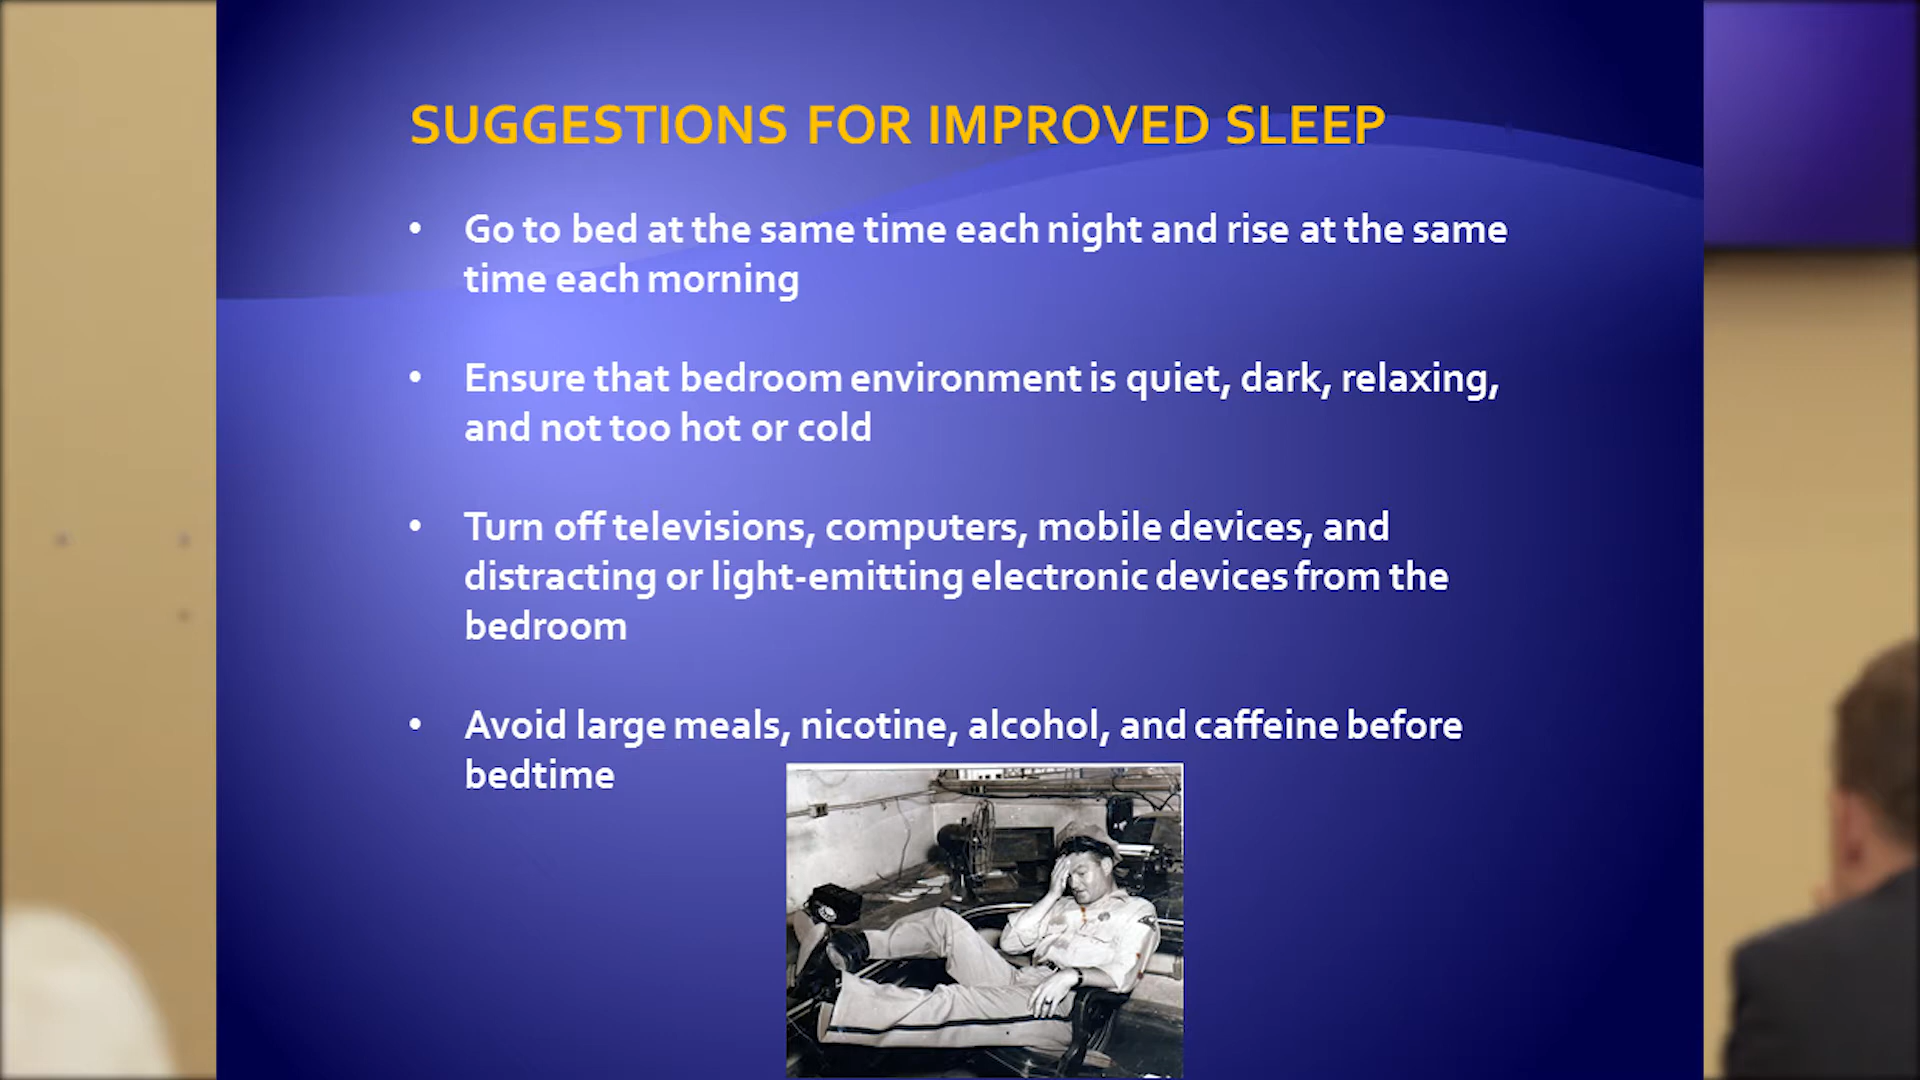 SUGGESTIONS FOR IMPROVED SLEEP
• Go to bed at the same time each night and rise at the same
time each morning
• Ensure that bedroom environment is quiet, dark, relaxing,
and not too hot or cold
• Turn off televisions, computers, mobile devices, and
distracting or light-emitting electronic devices from the
bedroom
• Avoid large meals, nicotine, alcohol, and caffeine before
bedtime